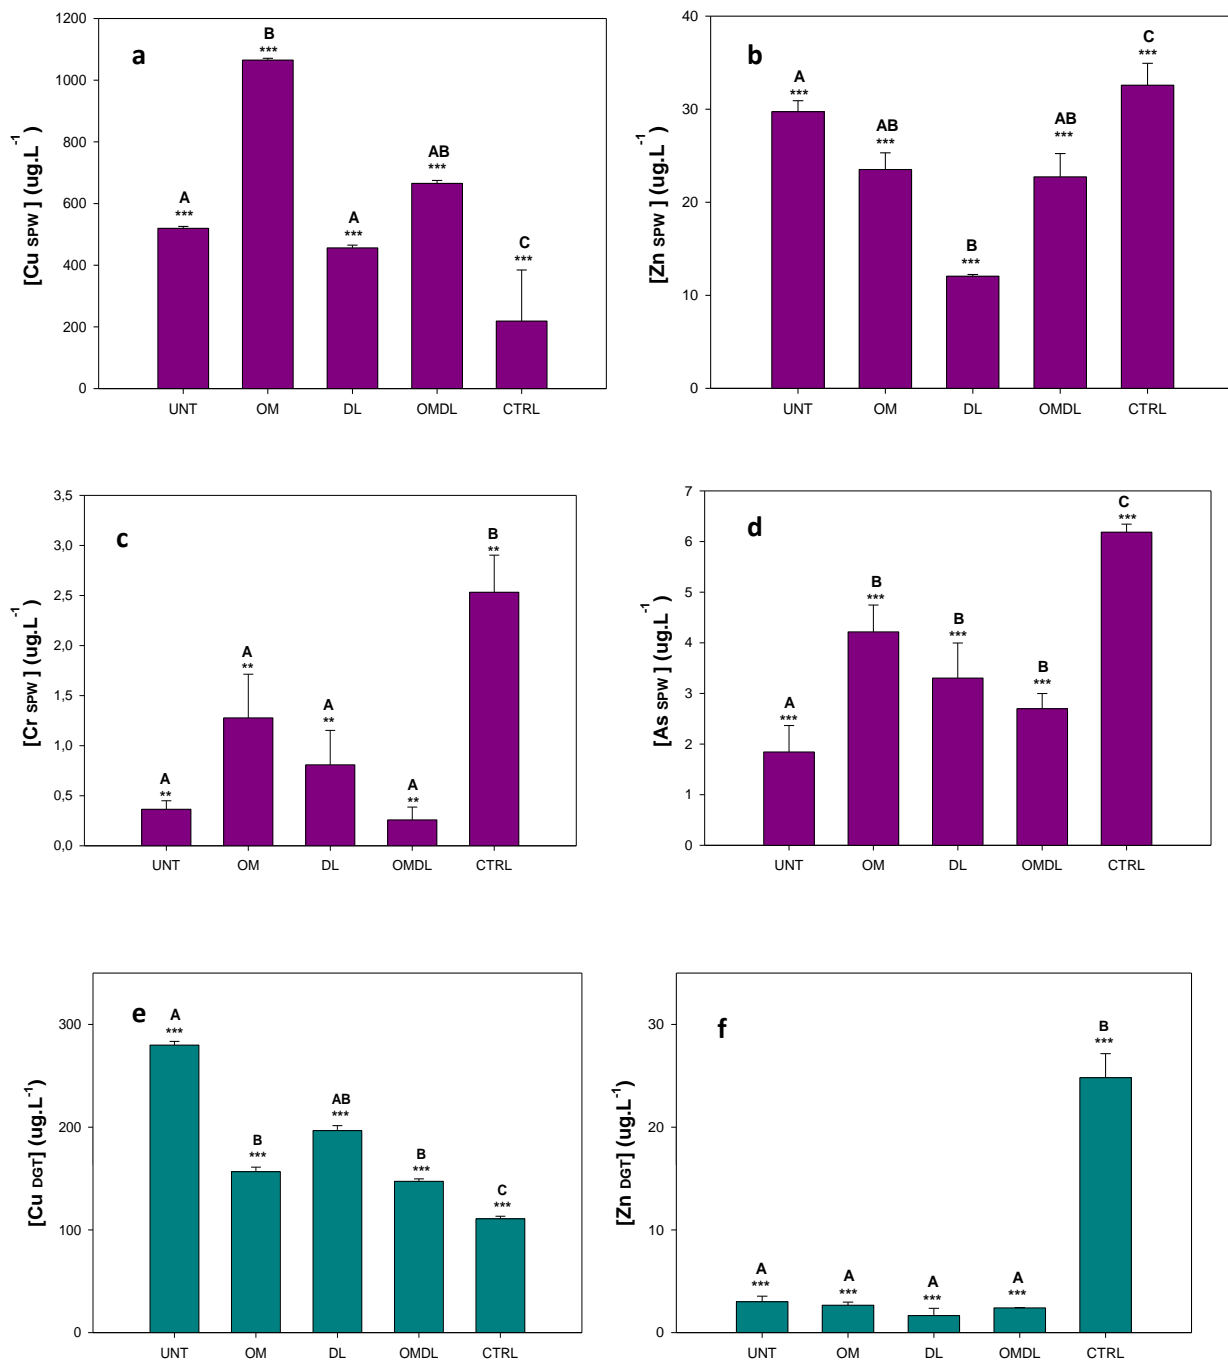 a
[Cu SPW ] (ug.L-1 )
1200
1000
800
600
400
200
0
A
***
B
***
A
***
AB
***
C
***
UNT OM DL OMDL CTRL
b
[Zn SPW ] (ug.L-1 )
40
30
20
10
0
A
***
AB
***
B
***
AB
***
C
***
UNT OM DL OMDL CTRL
c
[Cr SPW ] (ug.L-1 )
3,5
3,0
2,5
2,0
1,5
1,0
0,5
0,0
A
**
A
**
A
**
A
**
B
**
UNT OM DL OMDL CTRL
d
[As SPW ] (ug.L-1 )
7
6
5
4
3
2
1
0
A
***
B
***
B
***
B
***
C
***
UNT OM DL OMDL CTRL
e
[Cu DGT] (ug.L-1)
300
200
100
0
A
***
B
***
AB
***
B
***
C
***
UNT OM DL OMDL CTRL
f
[Zn DGT] (ug.L-1)
30
20
10
0
A
***
A
***
A
***
A
***
B
***
UNT OM DL OMDL CTRL